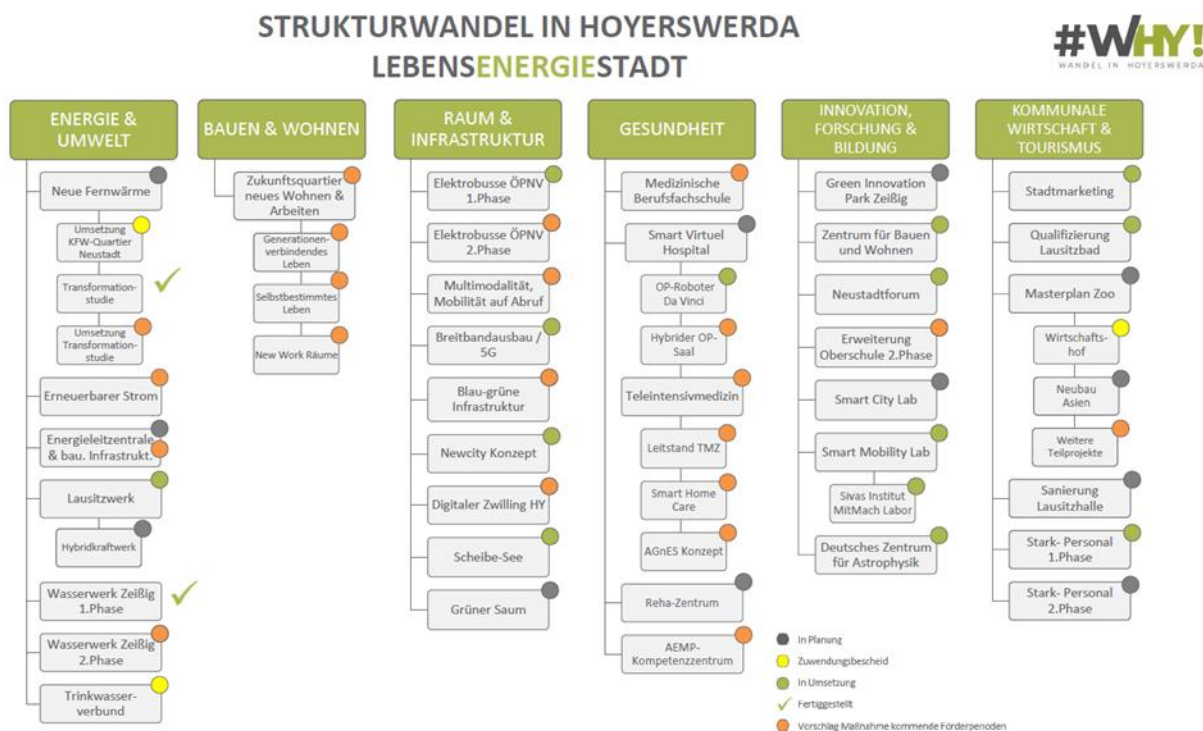 STRUKTURWANDEL IN HOYERSWERDA
LEBENSENERGIESTADT
#WHY!
WANDEL IN HOYERSWERDA
ENERGIE &
UMWELT
Neue Fernwärme
Umsetzung
KFW-Quartier
Neustadt
Transformation-
studie
Umsetzung
Transformation-
studie
Erneuerbarer Strom
Energieleitzentrale
& bau. Infrastrukt.
Lausitzwerk
Hybridkraftwerk
Wasserwerk Zeißig
1.Phase
Wasserwerk Zeißig
2.Phase
Trinkwasser-
verbund
BAUEN & WOHNEN
Zukunftsquartier
neues Wohnen &
Arbeiten
Generationen-
verbindendes
Leben
Selbstbestimmtes
Leben
New Work Räume
RAUM &
INFRASTRUKTUR
Elektrobusse ÖPNV
1.Phase
Elektrobusse ÖPNV
2.Phase
Multimodalität,
Mobilität auf Abruf
Breitbandausbau /
5G
Blau-grüne
Infrastruktur
Newcity Konzept
Digitaler Zwilling HY
Scheibe-See
Grüner Saum
GESUNDHEIT
Medizinische
Berufsfachschule
Smart Virtuel
Hospital
OP-Roboter
Da Vinci
Hybrider OP-
Saal
Teleintensivmedizin
Leitstand TMZ
Smart Home
Care
AGnES Konzept
Reha-Zentrum
AEMP-
Kompetenzzentrum
INNOVATION,
FORSCHUNG &
BILDUNG
Green Innovation
Park Zeißig
Zentrum für Bauen
und Wohnen
Neustadtforum
Erweiterung
Oberschule 2.Phase
Smart City Lab
Smart Mobility Lab
Sivas Institut
MitMach Labor
Deutsches Zentrum
für Astrophysik
KOMMUNALE
WIRTSCHAFT &
TOURISMUS
Stadtmarketing
Qualifizierung
Lausitzbad
Masterplan Zoo
Wirtschafts-
hof
Neubau
Asien
Weitere
Teilprojekte
Sanierung
Lausitzhalle
Stark- Personal
1.Phase
Stark- Personal
2.Phase
In Planung
Zuwendungsbescheid
In Umsetzung
Fertiggestellt
Vorschlag Maßnahme kommende Förderperioden